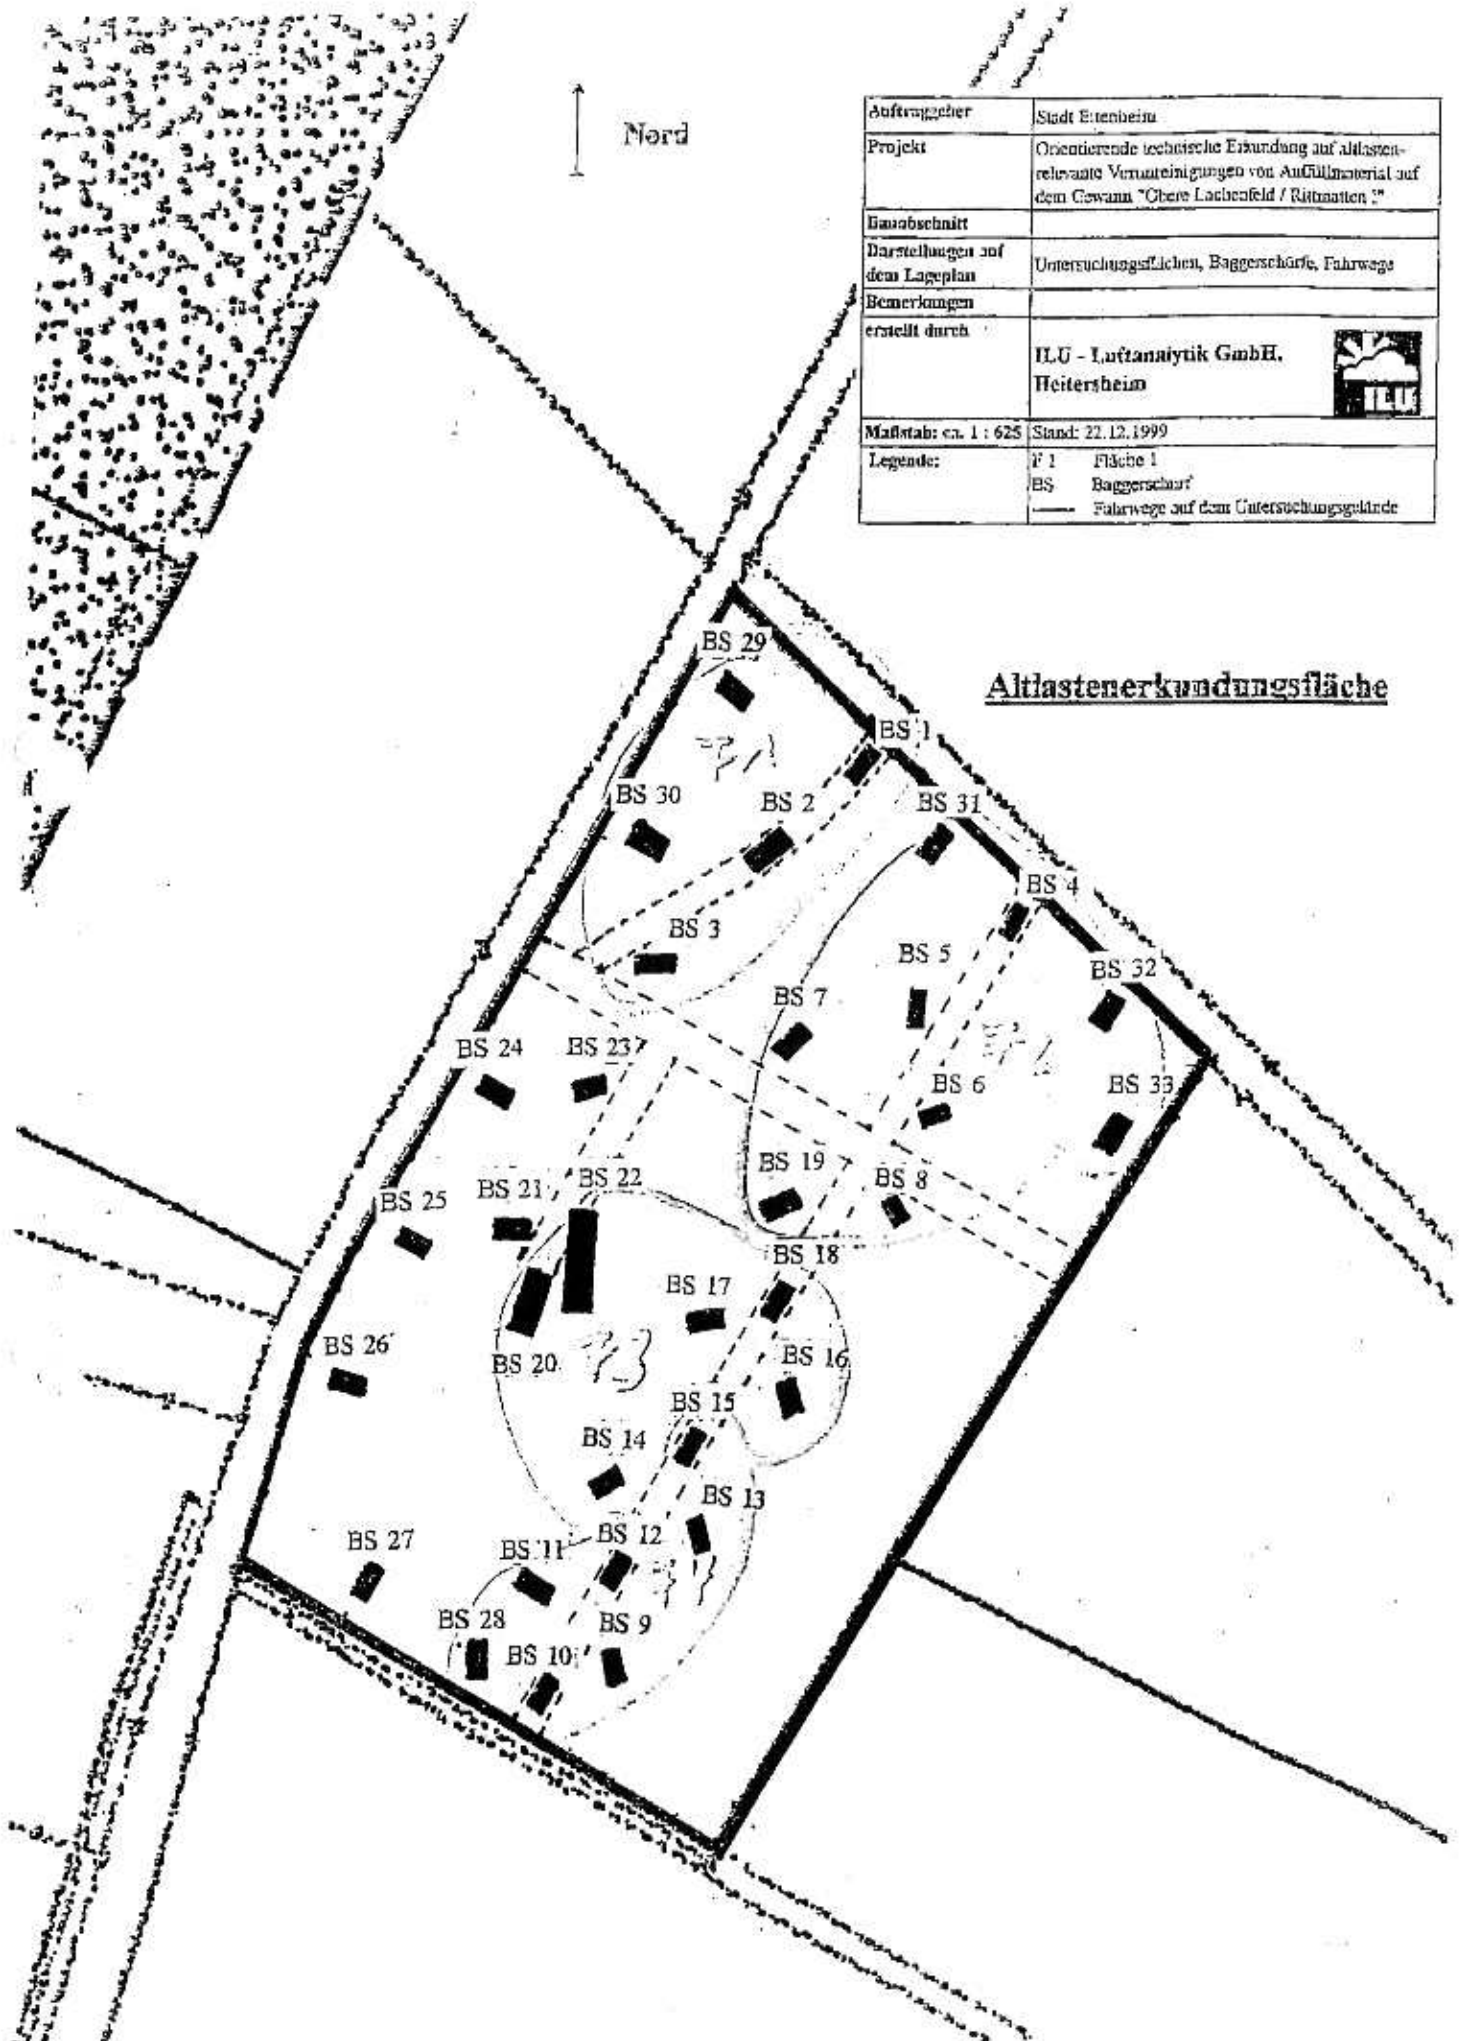 Nord
Auftraggeber
Stadt Ettenheim
Projekt
Orientierende technische Erkundung auf altlasten-
relevante Verunreinigungen von Auffüllmaterial auf
dem Gewann "Obere Lachenfeld / Rittmatten
Bauabschnitt
Darstellungen auf
dem Lageplan
Untersuchungsflächen, Baggerschürfe, Fahrwege
Bemerkungen
erstellt durch
ILU - Luftanalytik GmbH,
Heitersheim
ILU
Maßstab: ca. 1 : 625
Stand: 22.12.1999
Legende:
F 1 Fläche 1
BS Baggerschurf
Fahrwege auf dem Untersuchungsgelände
Altlastenerkundungsfläche
BS 29
BS 1
BS 30
BS 2
BS 31
BS 4
BS 3
BS 5
BS 32
BS 7
BS 24
BS 23
BS 6
BS 33
BS 19
BS 8
BS 22
BS 21
BS 25
BS 18
BS 17
BS 26
BS 20
BS 16
BS 15
BS 14
BS 13
BS 12
BS 11
BS 27
BS 28
BS 9
BS 10